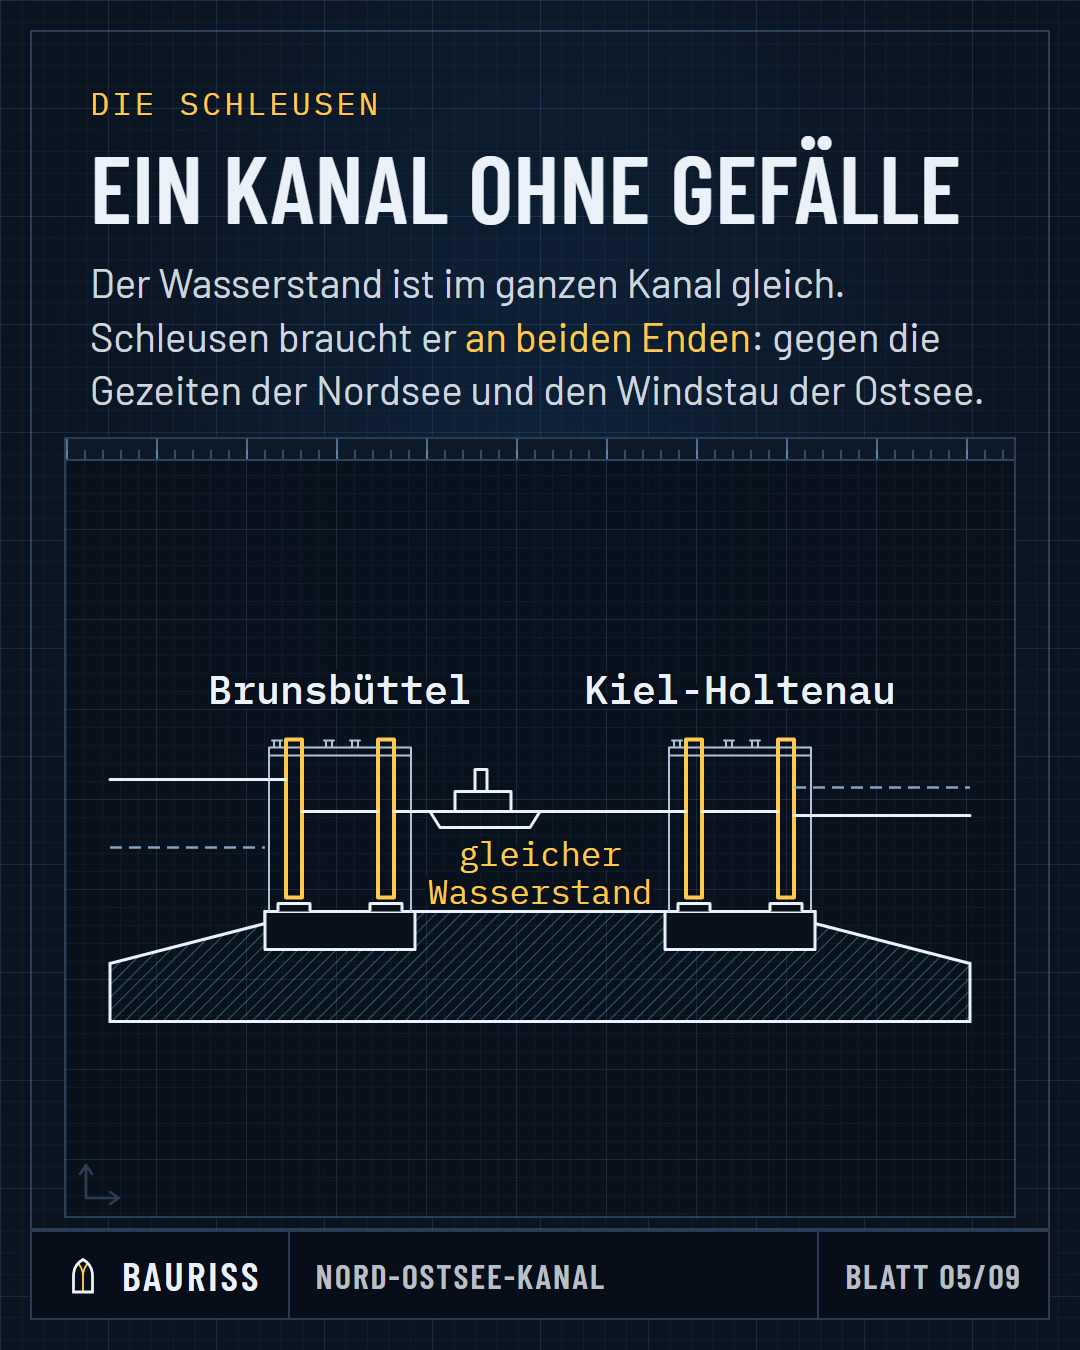 DIE SCHLEUSEN
EIN KANAL OHNE GEFÄLLE
Der Wasserstand ist im ganzen Kanal gleich.
Schleusen braucht er an beiden Enden: gegen die
Gezeiten der Nordsee und den Windstau der Ostsee.
Brunsbüttel
Kiel-Holtenau
gleicher
Wasserstand
BAURISS
NORD-OSTSEE-KANAL
BLATT 05/09